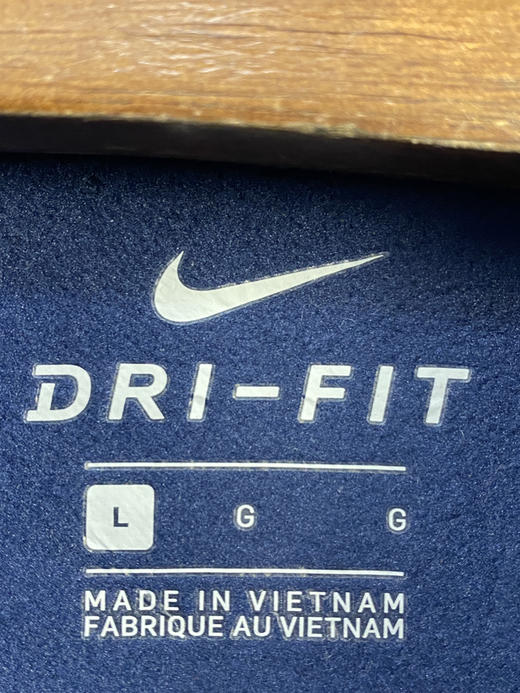 DRI-FIT
L G G
MADE IN VIETNAM
FABRIQUE AU VIETNAM